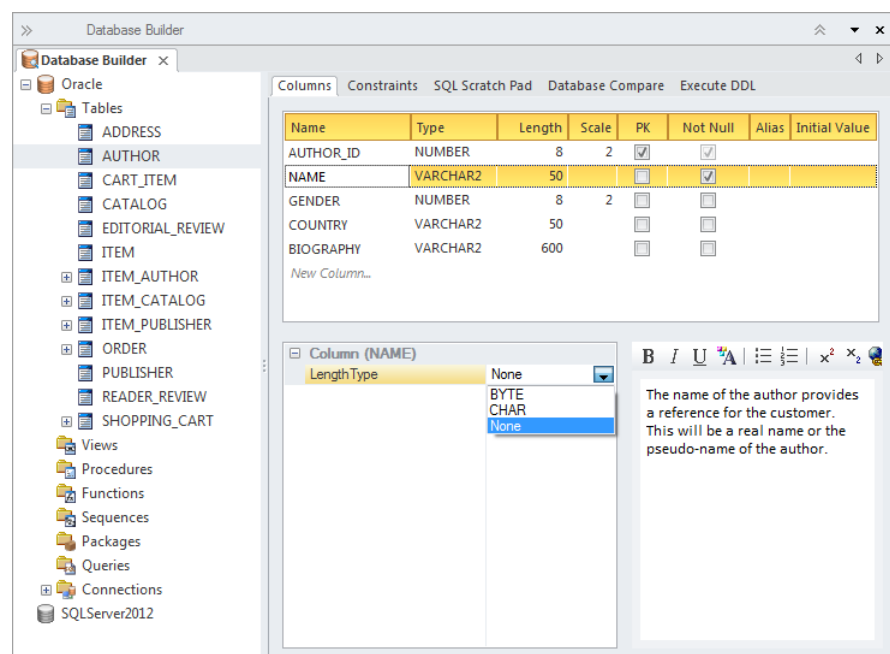 Database Builder
Database Builder
Oracle
Tables
ADDRESS
AUTHOR
CART_ITEM
CATALOG
EDITORIAL_REVIEW
ITEM
ITEM_AUTHOR
ITEM_CATALOG
ITEM_PUBLISHER
ORDER
PUBLISHER
READER_REVIEW
SHOPPING_CART
Views
Procedures
Functions
Sequences
Packages
Queries
Connections
SQLServer2012
Columns Constraints SQL Scratch Pad Database Compare Execute DDL
Name Type Length Scale PK Not Null Alias Initial Value
AUTHOR_ID NUMBER 8 2
NAME VARCHAR2 50
GENDER NUMBER 8 2
COUNTRY VARCHAR2 50
BIOGRAPHY VARCHAR2 600
New Column...
Column (NAME)
LengthType None
BYTE
CHAR
None
B I U A x² x₂
The name of the author provides
a reference for the customer.
This will be a real name or the
pseudo-name of the author.